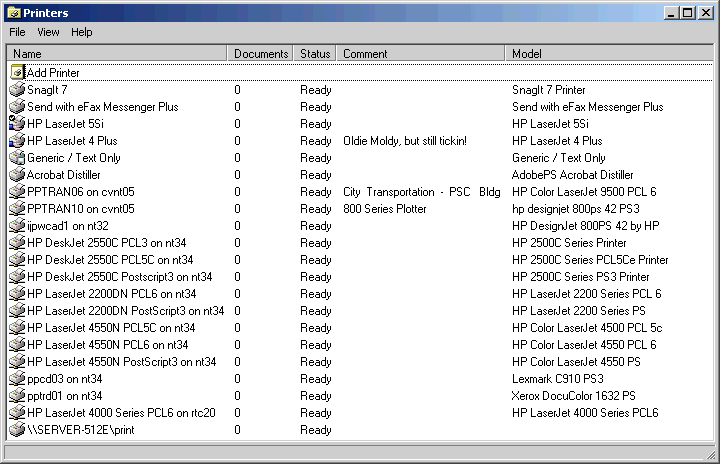 Printers
File View Help
Name Documents Status Comment Model
Add Printer
SnagIt 7 0 Ready SnagIt 7 Printer
Send with eFax Messenger Plus 0 Ready Send with eFax Messenger Plus
HP LaserJet 5Si 0 Ready HP LaserJet 5Si
HP LaserJet 4 Plus 0 Ready Oldie Moldy, but still tickin! HP LaserJet 4 Plus
Generic / Text Only 0 Ready Generic / Text Only
Acrobat Distiller 0 Ready AdobePS Acrobat Distiller
PPTRAN06 on cvnt05 0 Ready City Transportation - PSC Bldg HP Color LaserJet 9500 PCL 6
PPTRAN10 on cvnt05 0 Ready 800 Series Plotter hp designjet 800ps 42 PS3
ijpwcad1 on nt32 0 Ready HP DesignJet 800PS 42 by HP
HP DeskJet 2550C PCL3 on nt34 0 Ready HP 2500C Series Printer
HP DeskJet 2550C PCL5C on nt34 0 Ready HP 2500C Series PCL5Ce Printer
HP DeskJet 2550C Postscript3 on nt34 0 Ready HP 2500C Series PS3 Printer
HP LaserJet 2200DN PCL6 on nt34 0 Ready HP LaserJet 2200 Series PCL 6
HP LaserJet 2200DN PostScript3 on nt34 0 Ready HP LaserJet 2200 Series PS
HP LaserJet 4550N PCL5C on nt34 0 Ready HP Color LaserJet 4500 PCL 5c
HP LaserJet 4550N PCL6 on nt34 0 Ready HP Color LaserJet 4550 PCL 6
HP LaserJet 4550N PostScript3 on nt34 0 Ready HP Color LaserJet 4550 PS
ppcd03 on nt34 0 Ready Lexmark C910 PS3
pptrd01 on nt34 0 Ready Xerox DocuColor 1632 PS
HP LaserJet 4000 Series PCL6 on rtc20 0 Ready HP LaserJet 4000 Series PCL6
\\SERVER-512E\print 0 Ready